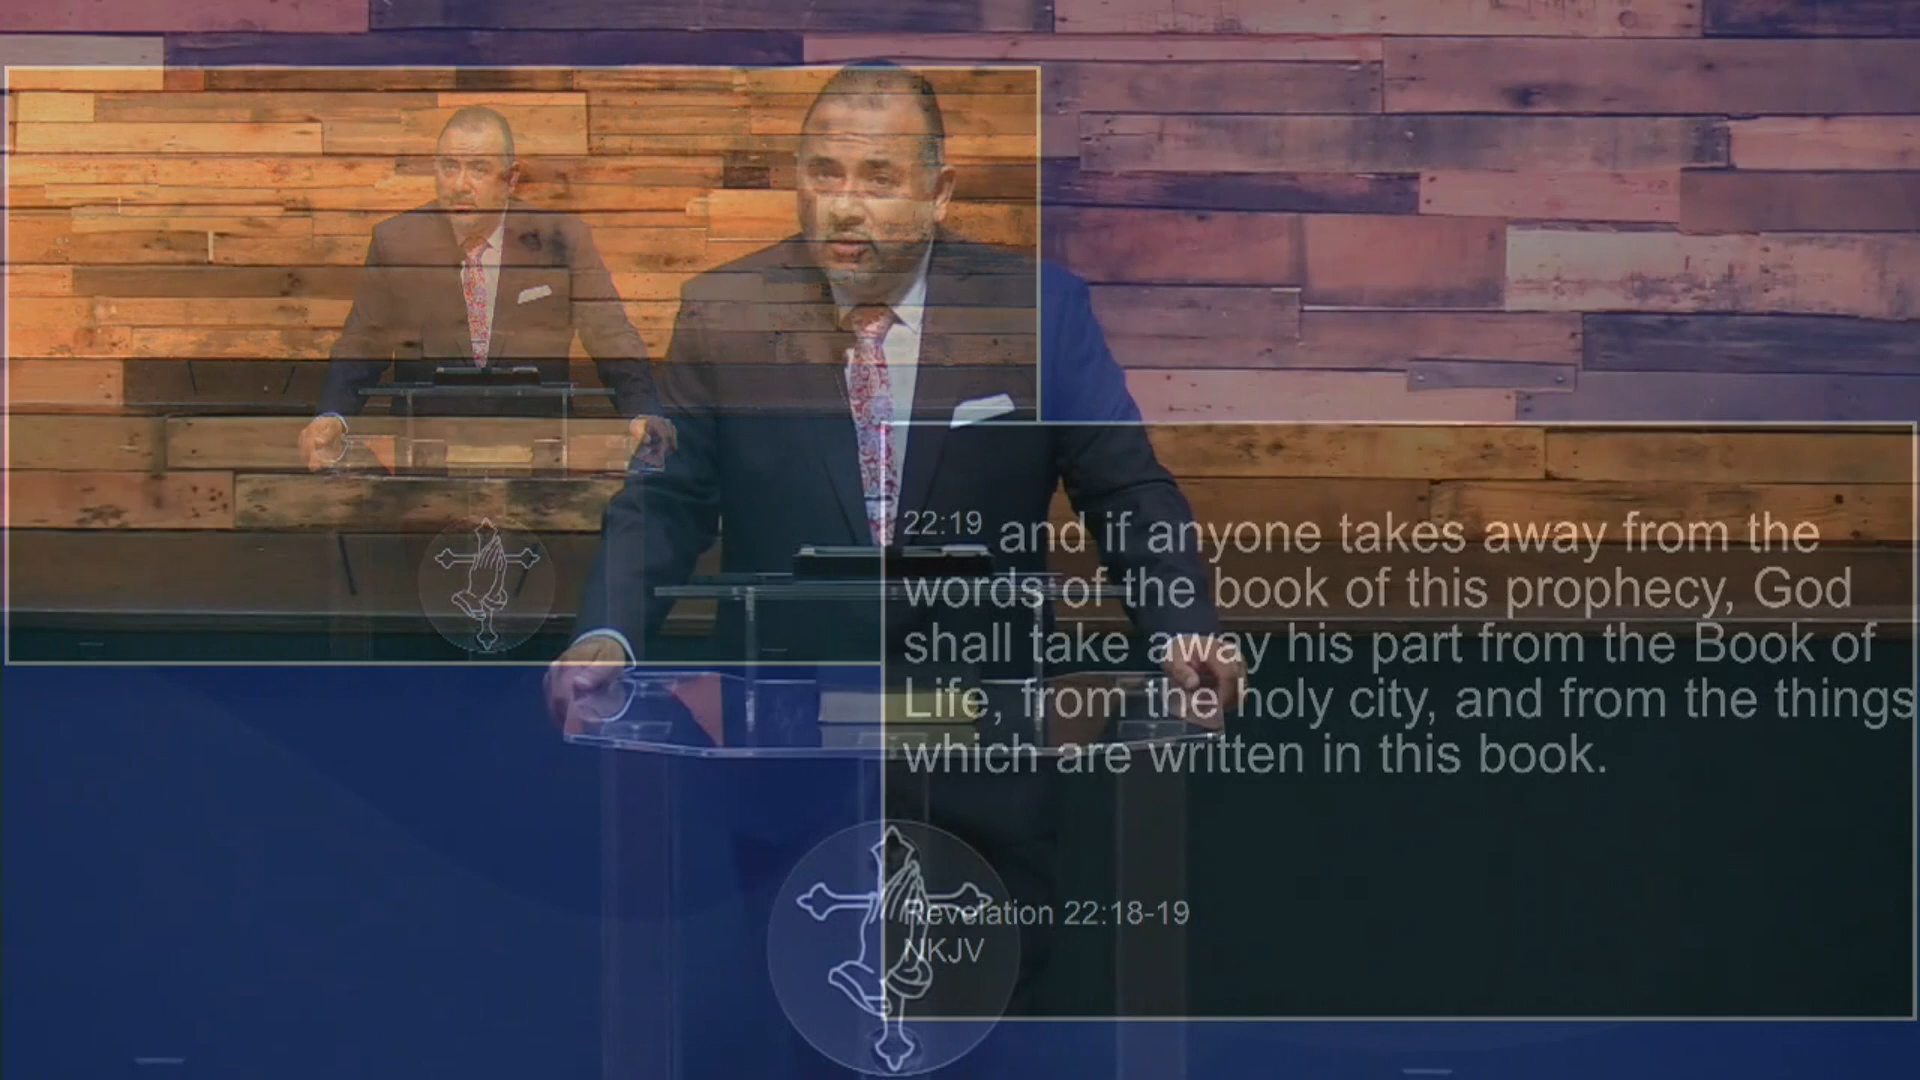 22:19 and if anyone takes away from the
words of the book of this prophecy, God
shall take away his part from the Book of
Life, from the holy city, and from the things
which are written in this book.
Revelation 22:18-19
NKJV